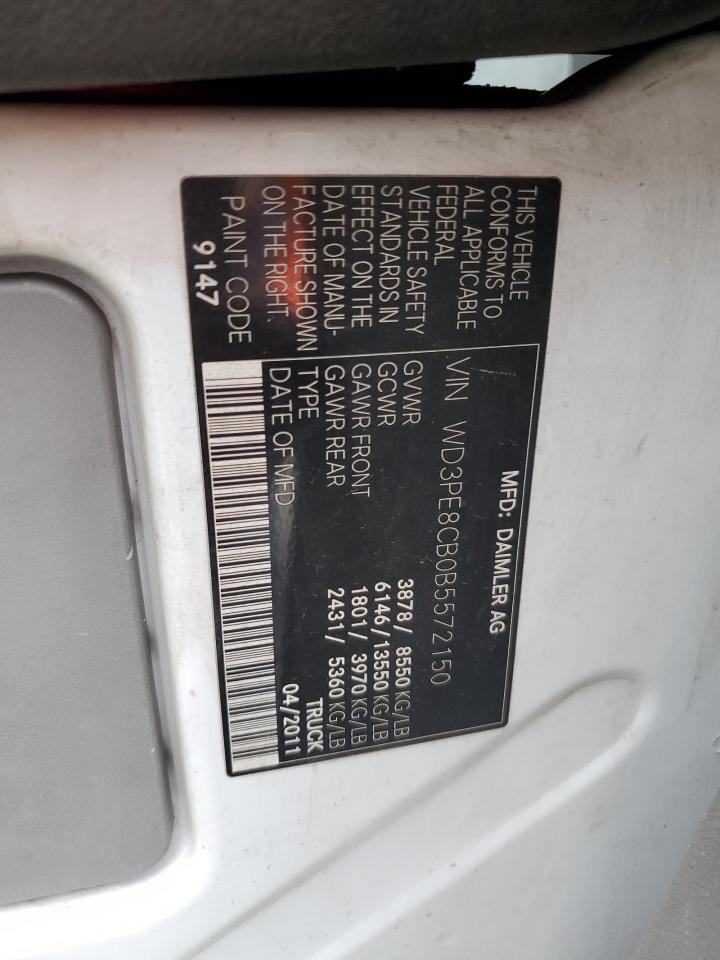 THIS VEHICLE
CONFORMS TO
ALL APPLICABLE
FEDERAL
VEHICLE SAFETY
STANDARDS IN
EFFECT ON THE
DATE OF MANU-
FACTURE SHOWN
ON THE RIGHT.
PAINT CODE
9147
MFD: DAIMLER AG
VIN WD3PE8CB0B5572150
GVWR 3878 / 8550 KG/LB
GCWR 6146 / 13550 KG/LB
GAWR FRONT 1801 / 3970 KG/LB
GAWR REAR 2431 / 5360 KG/LB
TYPE TRUCK
DATE OF MFD 04/2011